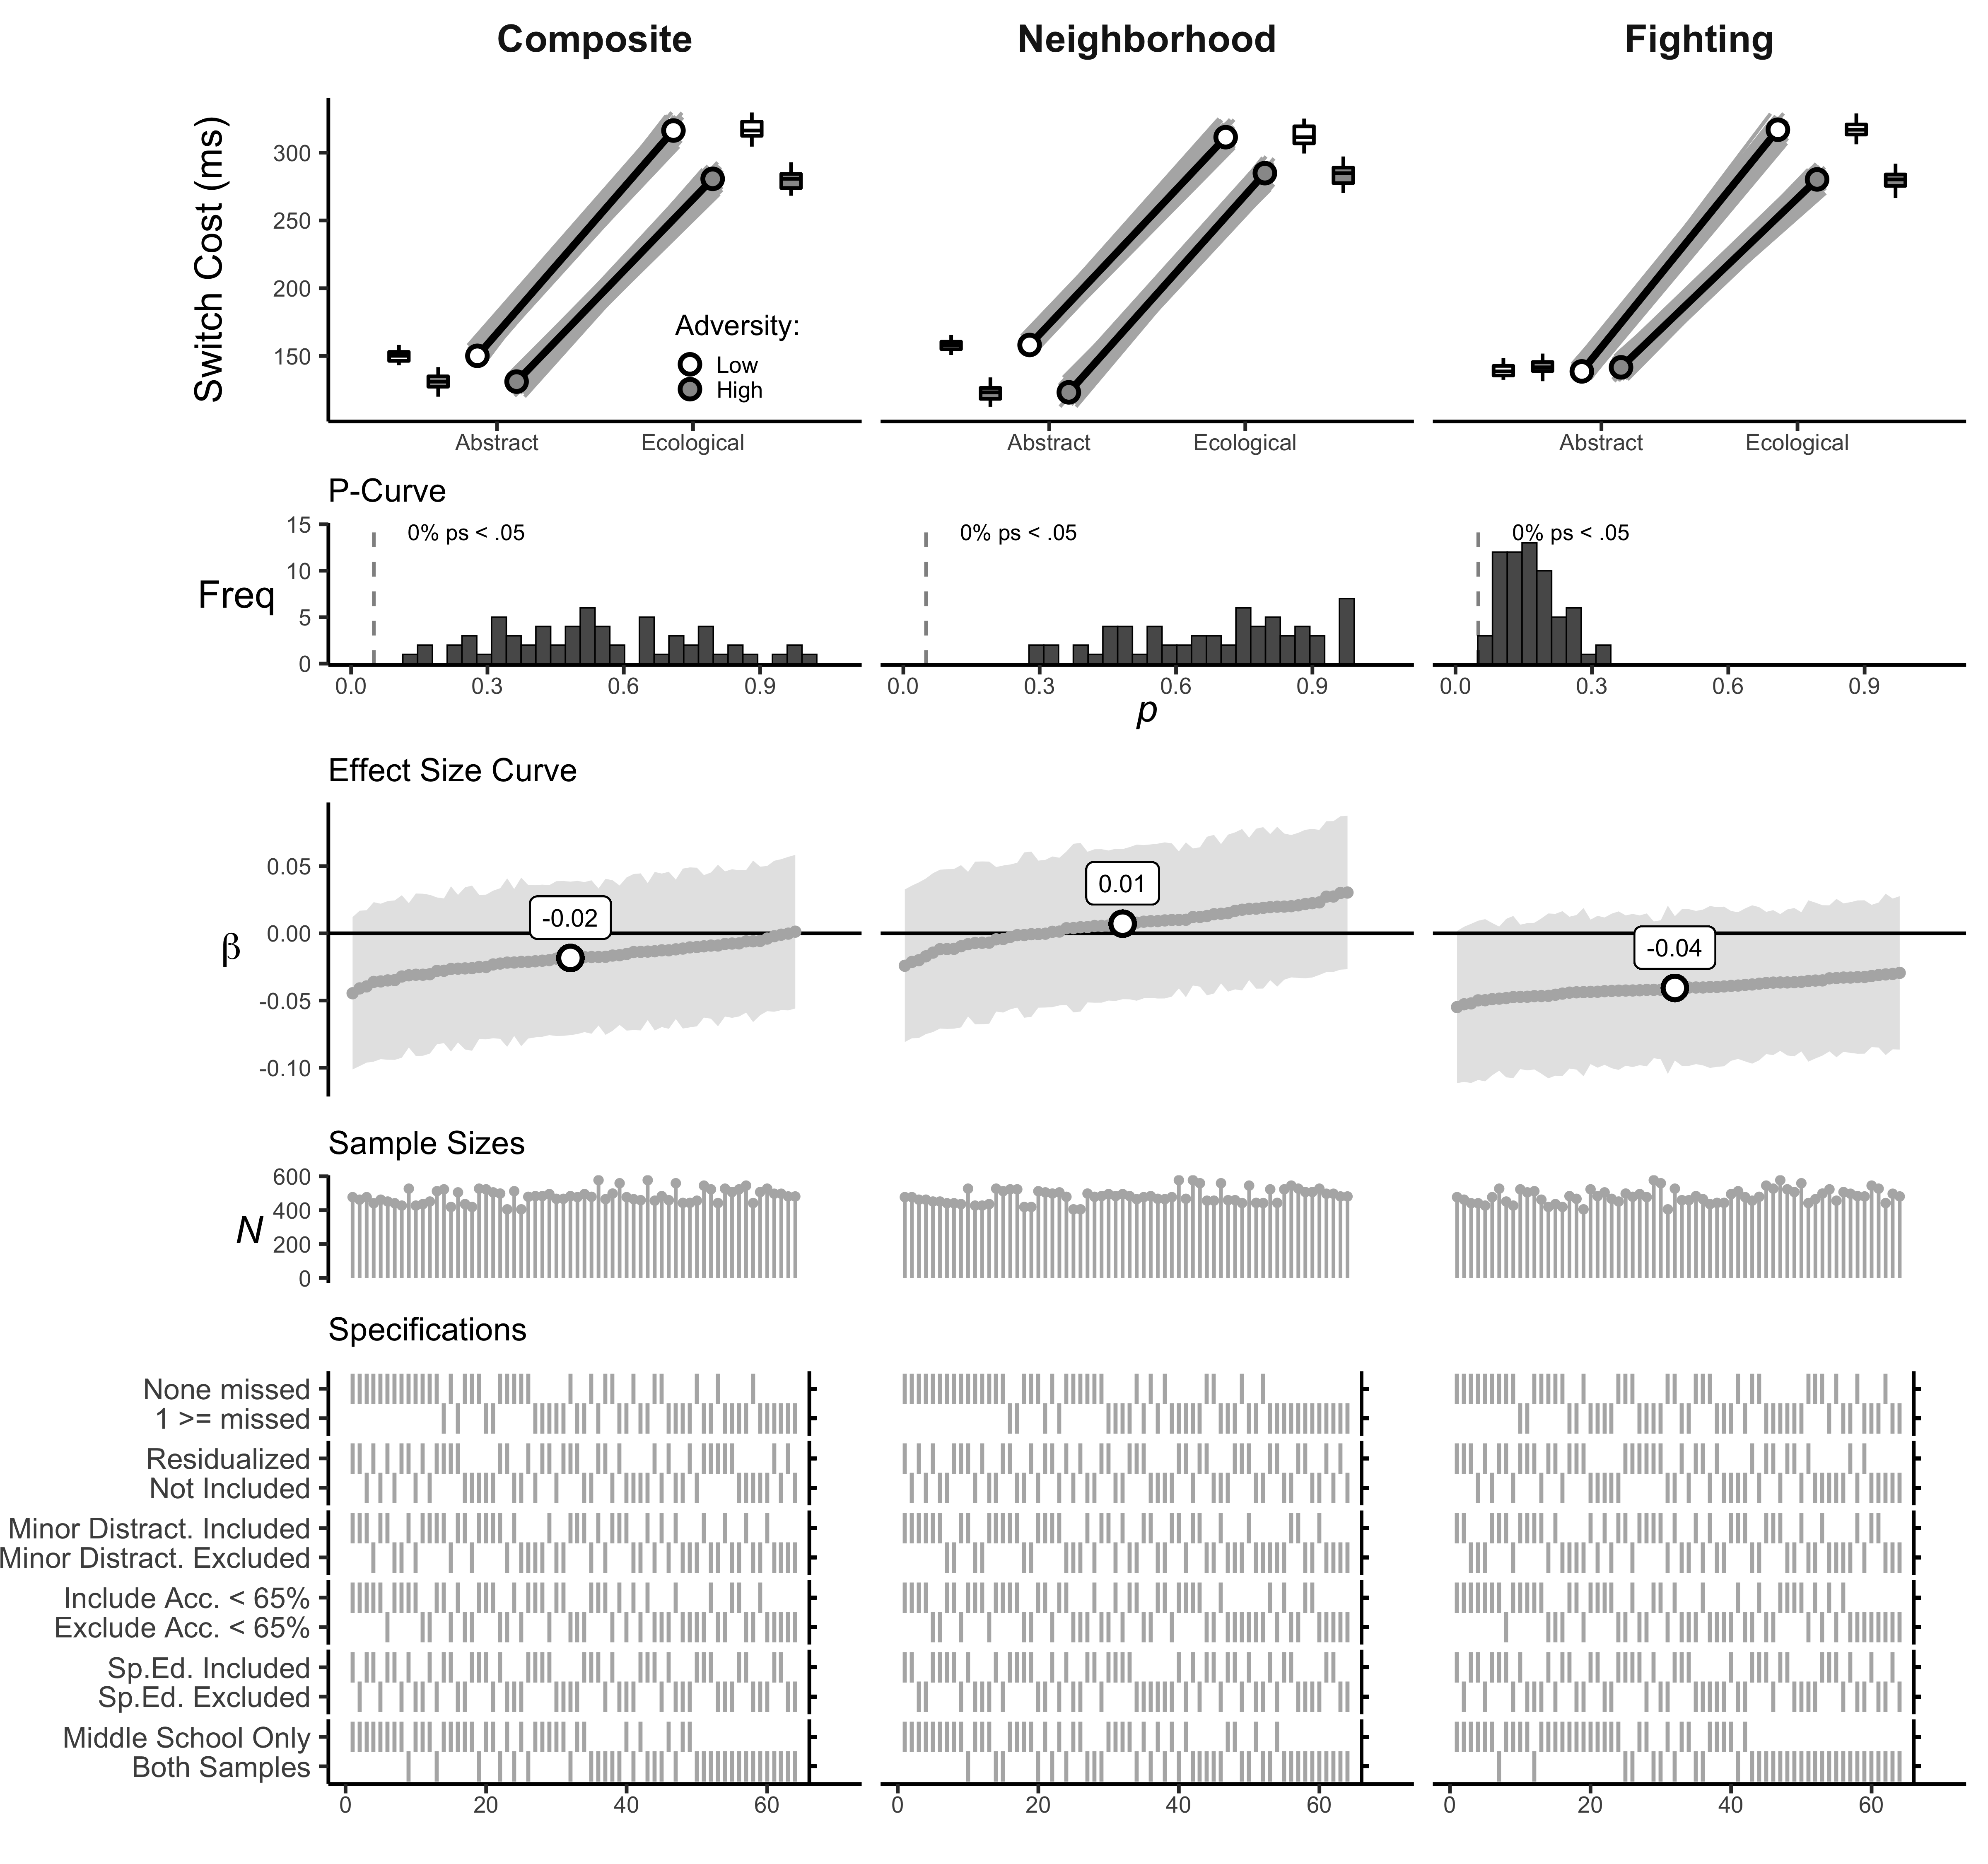 Composite Neighborhood Fighting
Switch Cost (ms)
300
250
200
150
Adversity:
Low
High
Abstract Ecological Abstract Ecological Abstract Ecological
P-Curve
Freq
15
10
5
0
0% ps < .05 0% ps < .05 0% ps < .05
0.0 0.3 0.6 0.9 0.0 0.3 0.6 0.9 0.0 0.3 0.6 0.9
p
Effect Size Curve
β
0.05
0.00
-0.05
-0.10
-0.02 0.01 -0.04
Sample Sizes
N
600
400
200
0
Specifications
None missed
1 >= missed
Residualized
Not Included
Minor Distract. Included
Minor Distract. Excluded
Include Acc. < 65%
Exclude Acc. < 65%
Sp.Ed. Included
Sp.Ed. Excluded
Middle School Only
Both Samples
0 20 40 60 0 20 40 60 0 20 40 60